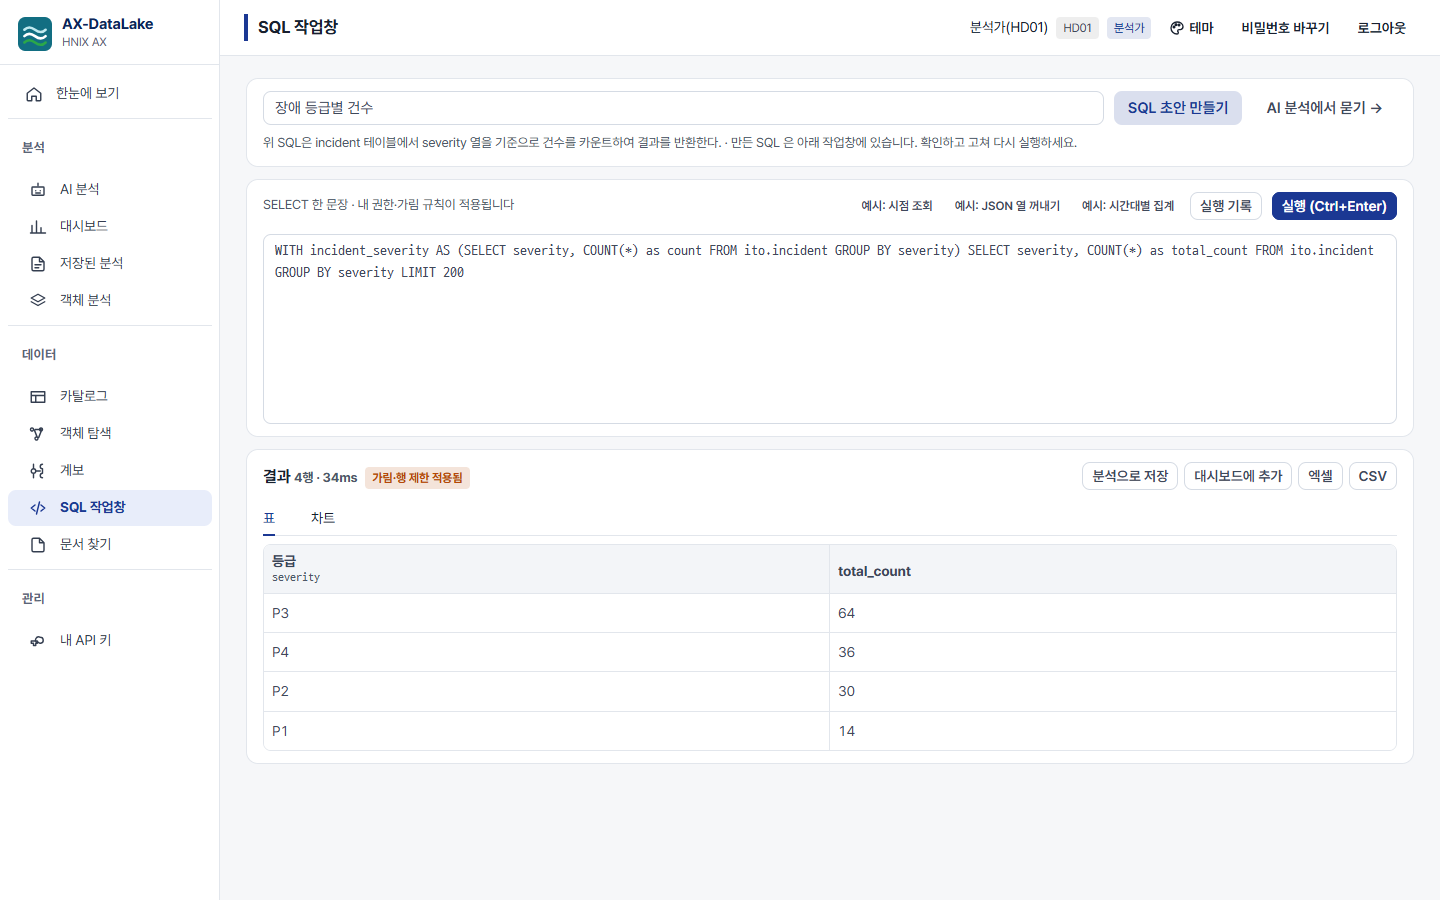 AX-DataLake
HNIX AX
한눈에 보기
분석
AI 분석
대시보드
저장된 분석
객체 분석
데이터
카탈로그
객체 탐색
계보
SQL 작업창
문서 찾기
관리
내 API 키
SQL 작업창
분석가(HD01) HD01 분석가 테마 비밀번호 바꾸기 로그아웃
장애 등급별 건수 SQL 초안 만들기 AI 분석에서 묻기 →
위 SQL은 incident 테이블에서 severity 열을 기준으로 건수를 카운트하여 결과를 반환한다. · 만든 SQL 은 아래 작업창에 있습니다. 확인하고 고쳐 다시 실행하세요.
SELECT 한 문장 · 내 권한·가림 규칙이 적용됩니다 예시: 시점 조회 예시: JSON 열 꺼내기 예시: 시간대별 집계 실행 기록 실행 (Ctrl+Enter)
WITH incident_severity AS (SELECT severity, COUNT(*) as count FROM ito.incident GROUP BY severity) SELECT severity, COUNT(*) as total_count FROM ito.incident
GROUP BY severity LIMIT 200
결과 4행 · 34ms 가림·행 제한 적용됨 분석으로 저장 대시보드에 추가 엑셀 CSV
표 차트
등급
severity total_count
P3 64
P4 36
P2 30
P1 14